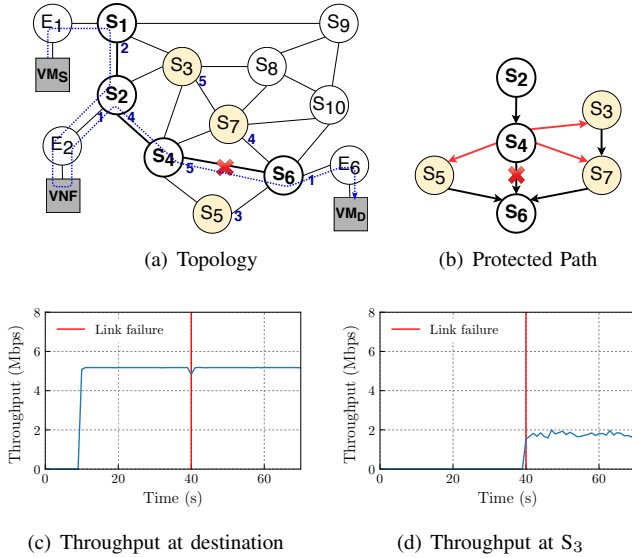 E1 S1 S9
2
VMS
S3 5 S8
S2
S10
1 4 S7
4
E2
S4
5 S6 1 E6
VNF
S5 3
VMD
(a) Topology
S2
S3
S4
S5 S7
S6
(b) Protected Path
8
6
4
2
0
0 20 40 60
Throughput (Mbps)
Link failure
Time (s)
(c) Throughput at destination
8
6
4
2
0
0 20 40 60
Throughput (Mbps)
Link failure
Time (s)
(d) Throughput at S3